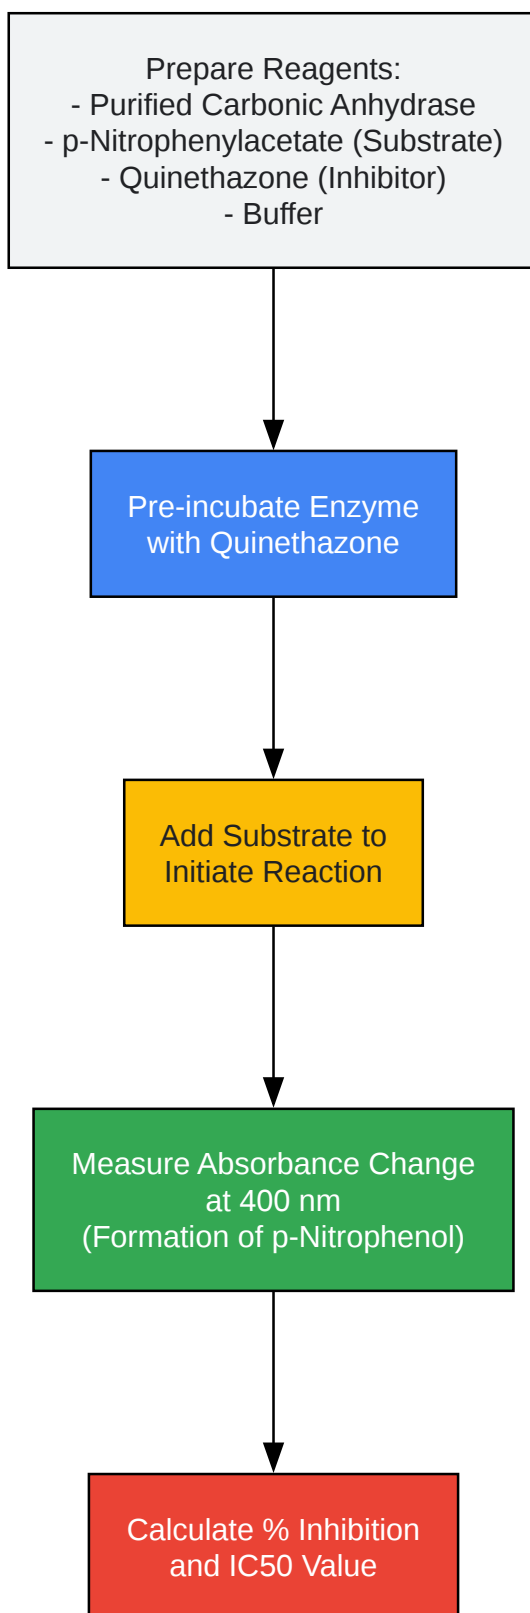 Prepare Reagents:
- Purified Carbonic Anhydrase
- p-Nitrophenylacetate (Substrate)
- Quinethazone (Inhibitor)
- Buffer
Pre-incubate Enzyme
with Quinethazone
Add Substrate to
Initiate Reaction
Measure Absorbance Change
at 400 nm
(Formation of p-Nitrophenol)
Calculate % Inhibition
and IC50 Value